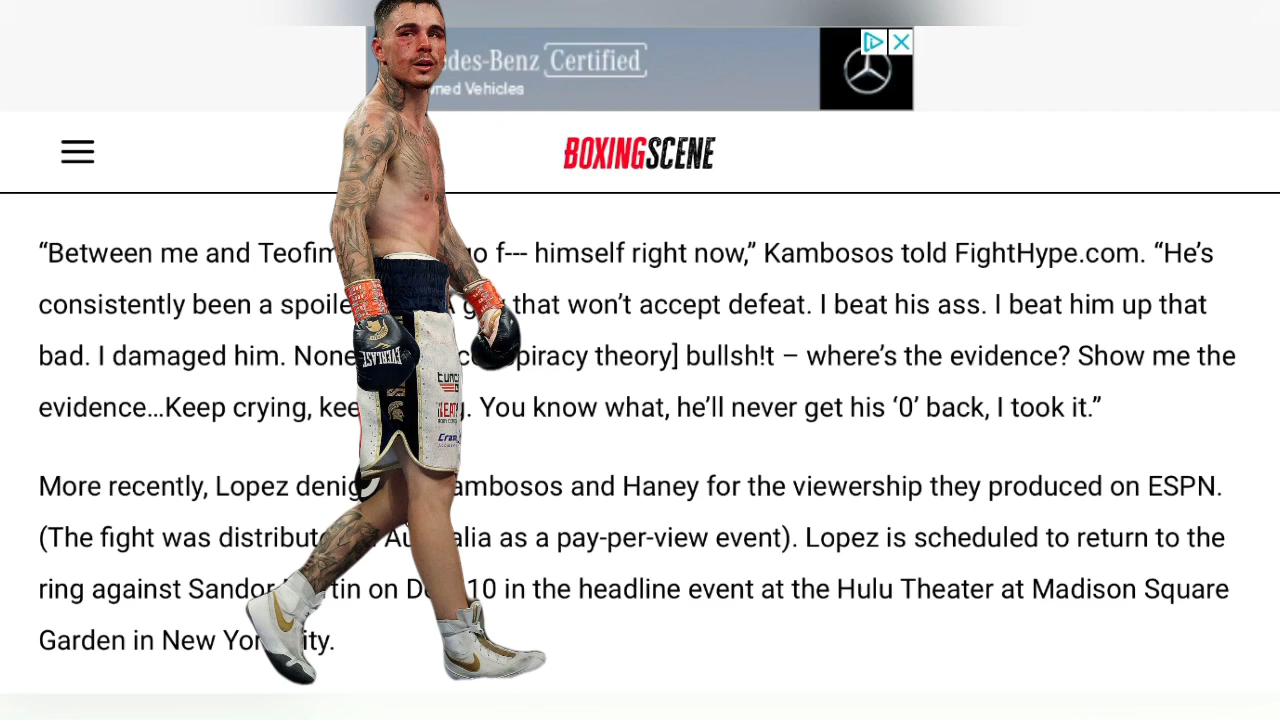 des-Benz Certified
ned Vehicles
BOXINGSCENE
“Between me and Teofim go f--- himself right now,” Kambosos told FightHype.com. “He’s
consistently been a spoile that won’t accept defeat. I beat his ass. I beat him up that
bad. I damaged him. None piracy theory] bullsh!t – where’s the evidence? Show me the
evidence…Keep crying, kee . You know what, he’ll never get his ‘0’ back, I took it.”
EVERLAST
More recently, Lopez denig ambosos and Haney for the viewership they produced on ESPN.
(The fight was distribut Au alia as a pay-per-view event). Lopez is scheduled to return to the
ring against Sandor tin on D 10 in the headline event at the Hulu Theater at Madison Square
Garden in New Yor ity.